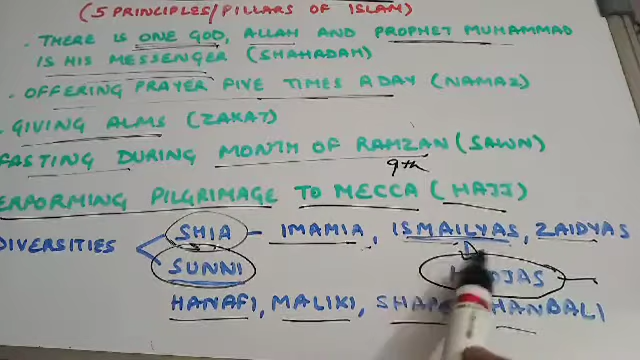 (5 PRINCIPLES/PILLARS OF ISLAM)
. THERE IS ONE GOD, ALLAH AND PROPHET MUHAMMAD
IS HIS MESSENGER (SHAHADAH)
. OFFERING PRAYER FIVE TIMES A DAY (NAMAZ)
. GIVING ALMS (ZAKAT)
FASTING DURING MONTH OF RAMZAN (SAWN)
9th
ERFORMING PILGRIMAGE TO MECCA (HAJJ)
DIVERSITIES SHIA - IMAMIA, ISMAILYAS, ZAIDYAS
SUNNI
HANAFI, MALIKI, HANBALI